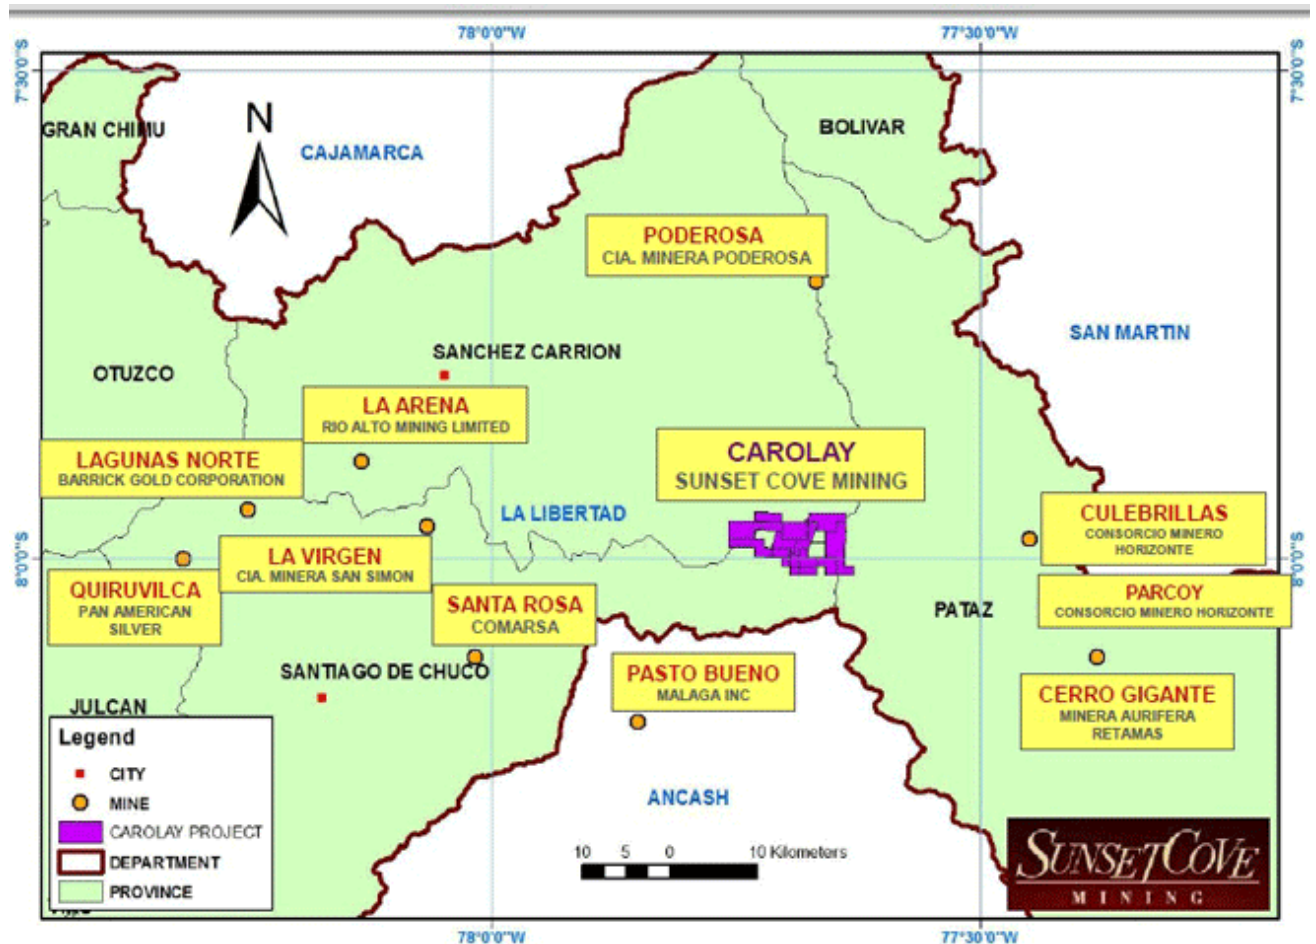 78°0'0"W
77°30'0"W
7°30'0"S
7°30'0"S
GRAN CHIMU
N
CAJAMARCA
BOLIVAR
PODEROSA
CIA. MINERA PODEROSA
SAN MARTIN
OTUZCO
SANCHEZ CARRION
LA ARENA
RIO ALTO MINING LIMITED
LAGUNAS NORTE
BARRICK GOLD CORPORATION
CAROLAY
SUNSET COVE MINING
LA LIBERTAD
CULEBRILLAS
CONSORCIO MINERO
HORIZONTE
8°0'0"S
8°0'0"S
LA VIRGEN
CIA. MINERA SAN SIMON
QUIRUVILCA
PAN AMERICAN
SILVER
SANTA ROSA
COMARSA
PATAZ
PARCOY
CONSORCIO MINERO HORIZONTE
SANTIAGO DE CHUCO
PASTO BUENO
MALAGA INC
CERRO GIGANTE
MINERA AURIFERA
RETAMAS
JULCAN
Legend
CITY
MINE
CAROLAY PROJECT
DEPARTMENT
PROVINCE
ANCASH
10 5 0 10 Kilometers
SUNSET COVE
MINING
78°0'0"W
77°30'0"W